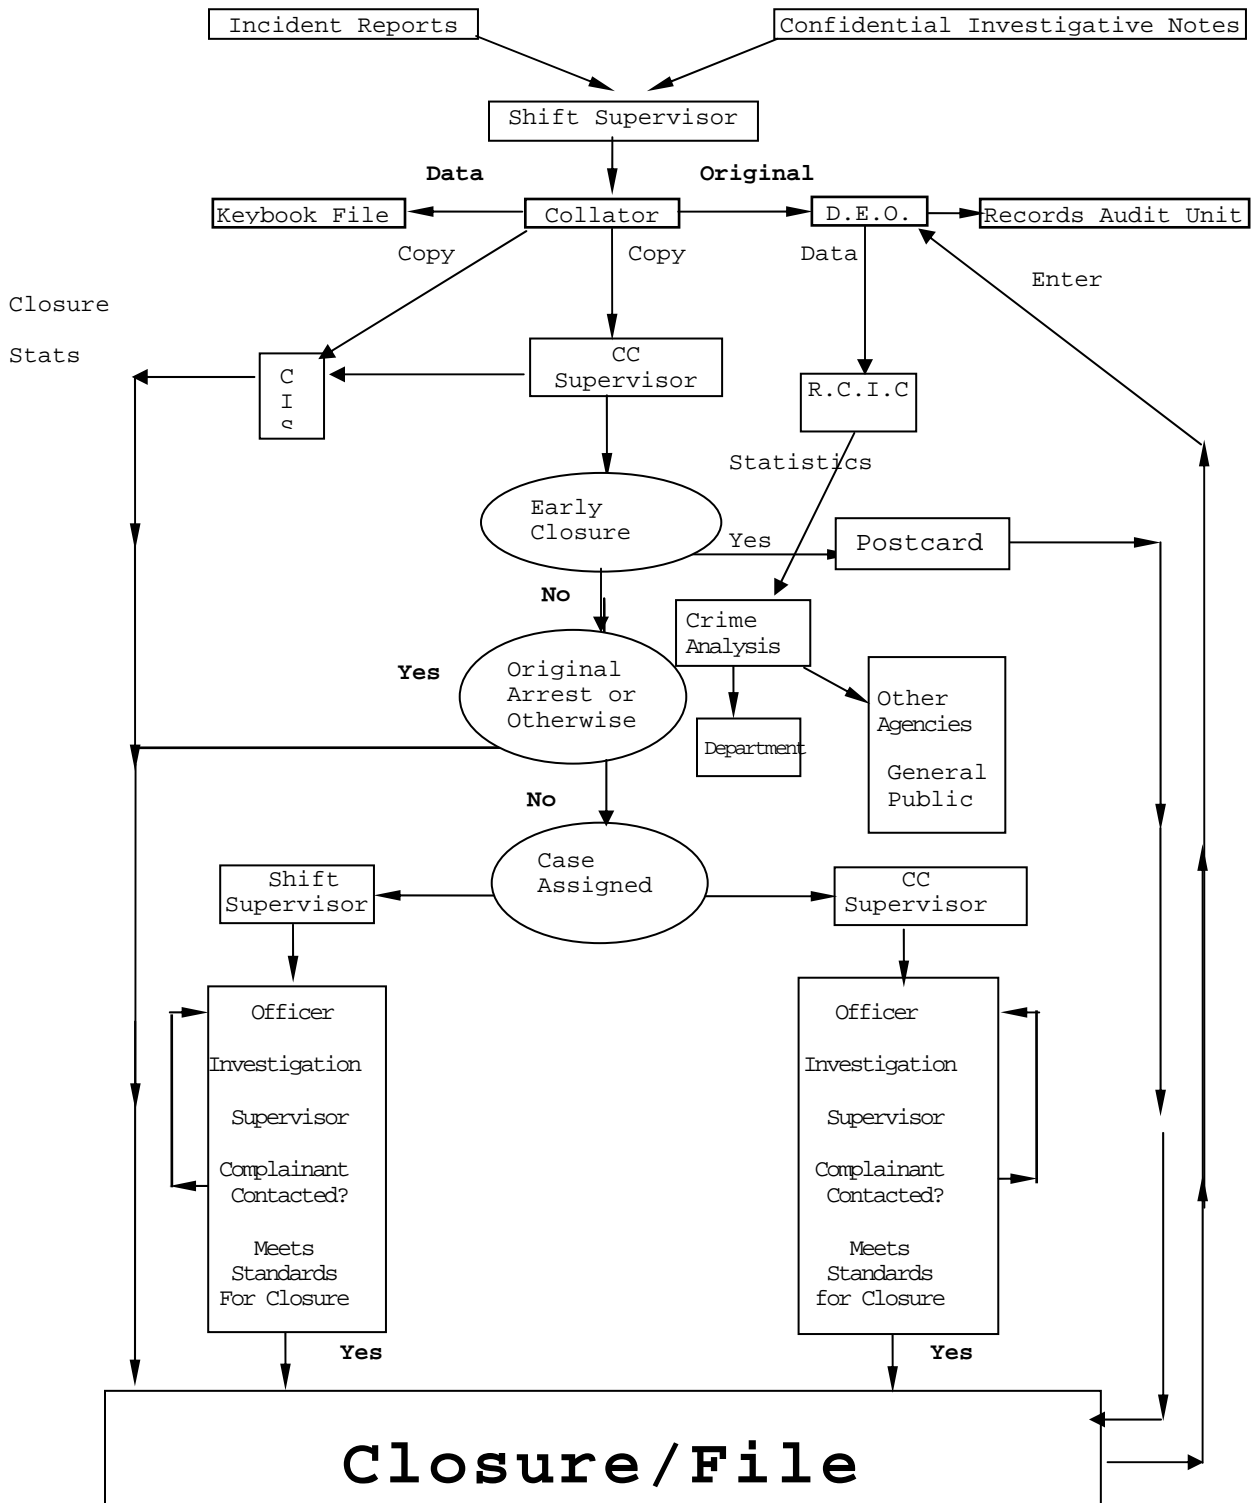 Incident Reports
Confidential Investigative Notes
Shift Supervisor
Data
Original
Keybook File
Collator
D.E.O.
Records Audit Unit
Copy
Copy
Data
Enter
Closure
Stats
C
I
S
CC
Supervisor
R.C.I.C
Statistics
Early
Closure
Yes
Postcard
No
Crime
Analysis
Yes
Original
Arrest or
Otherwise
Other
Agencies
General
Public
Department
No
Case
Assigned
Shift
Supervisor
CC
Supervisor
Officer
Investigation
Supervisor
Complainant
Contacted?
Meets
Standards
For Closure
Yes
Officer
Investigation
Supervisor
Complainant
Contacted?
Meets
Standards
for Closure
Yes
Closure/File